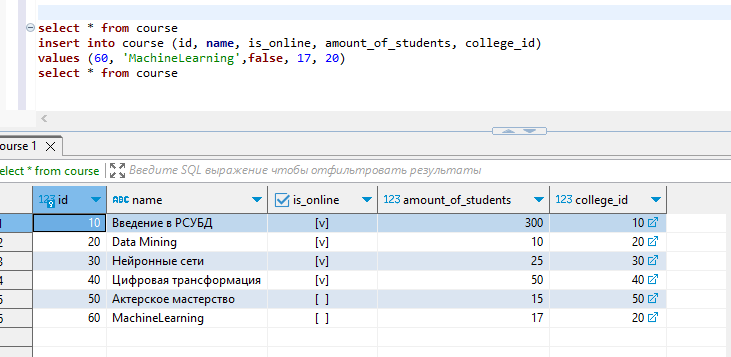 select * from course
insert into course (id, name, is_online, amount_of_students, college_id)
values (60, 'MachineLearning',false, 17, 20)
select * from course
ourse 1
elect * from course Введите SQL выражение чтобы отфильтровать результаты
123 id ABC name is_online 123 amount_of_students 123 college_id
1 10 Введение в РСУБД [v] 300 10
2 20 Data Mining [v] 10 20
3 30 Нейронные сети [v] 25 30
4 40 Цифровая трансформация [v] 50 40
5 50 Актерское мастерство [ ] 15 50
6 60 MachineLearning [ ] 17 20